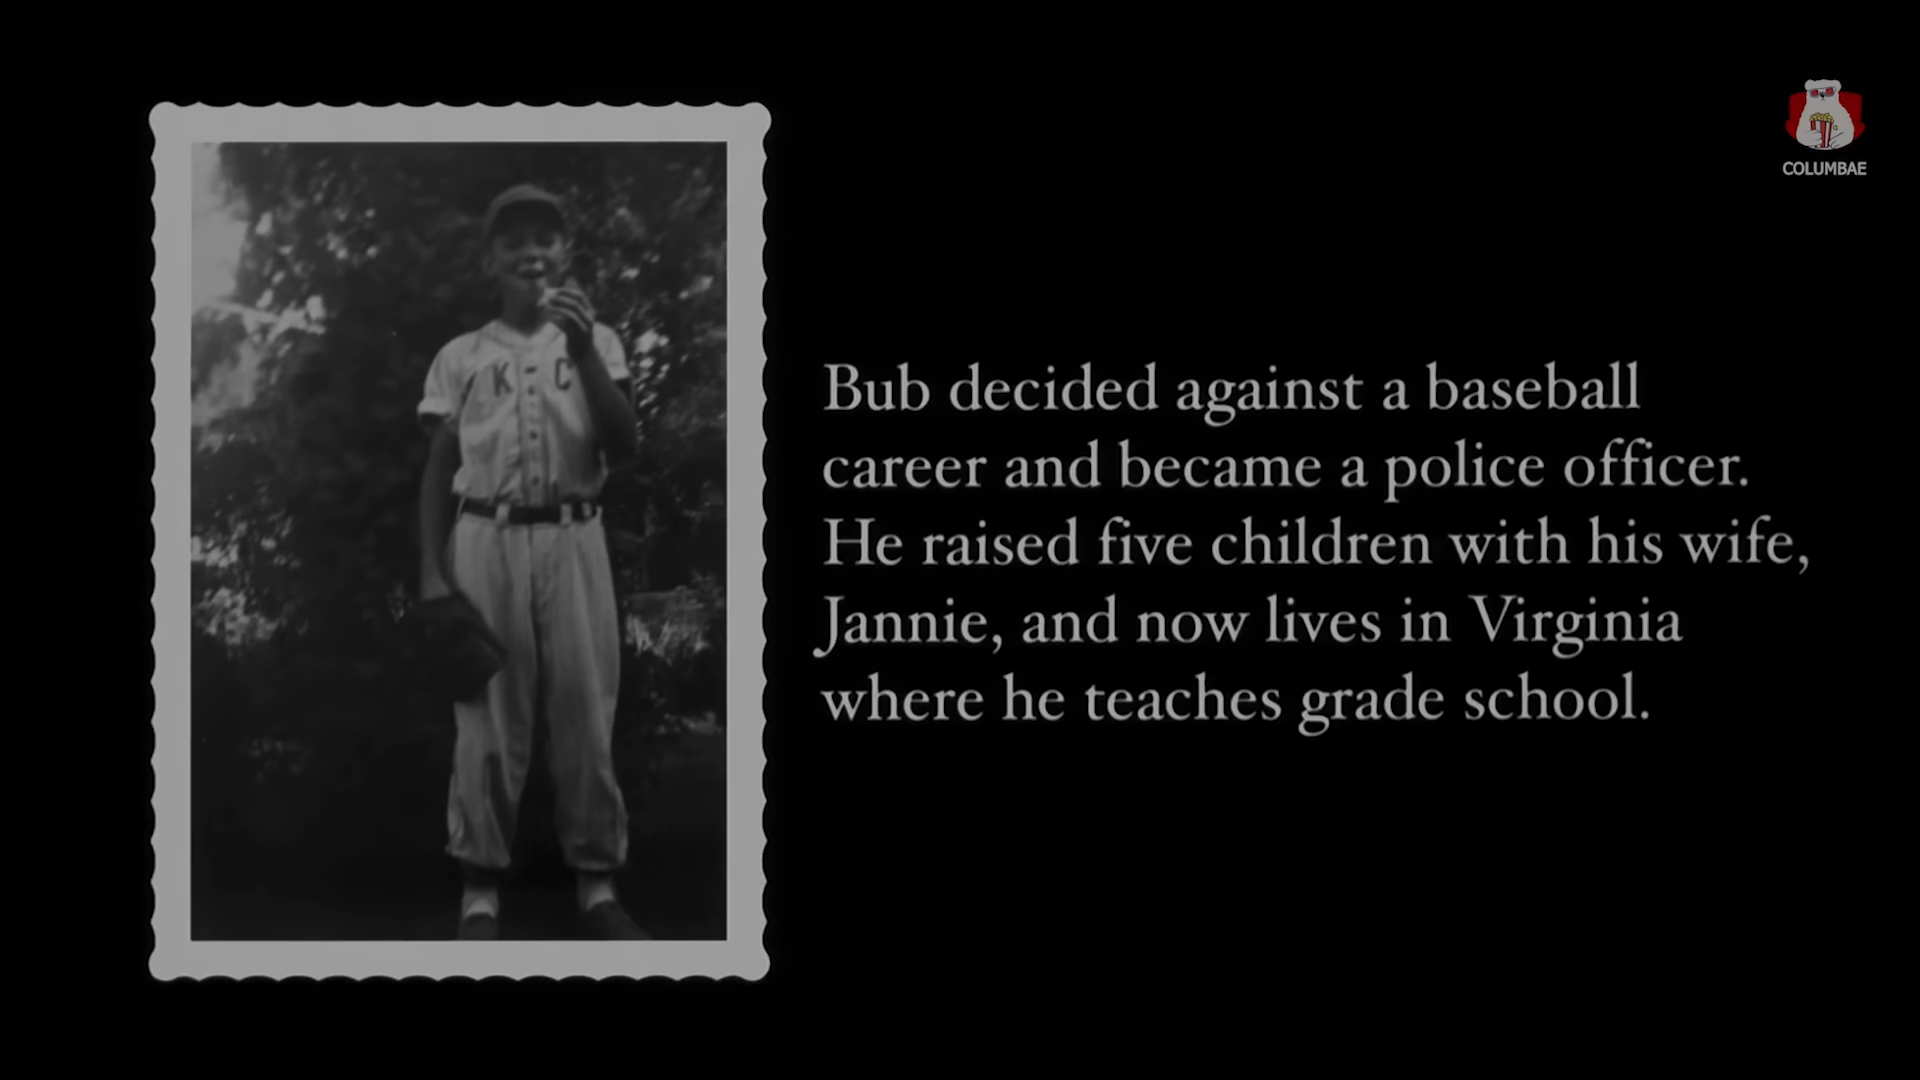 COLUMBAE
K C
Bub decided against a baseball
career and became a police officer.
He raised five children with his wife,
Jannie, and now lives in Virginia
where he teaches grade school.